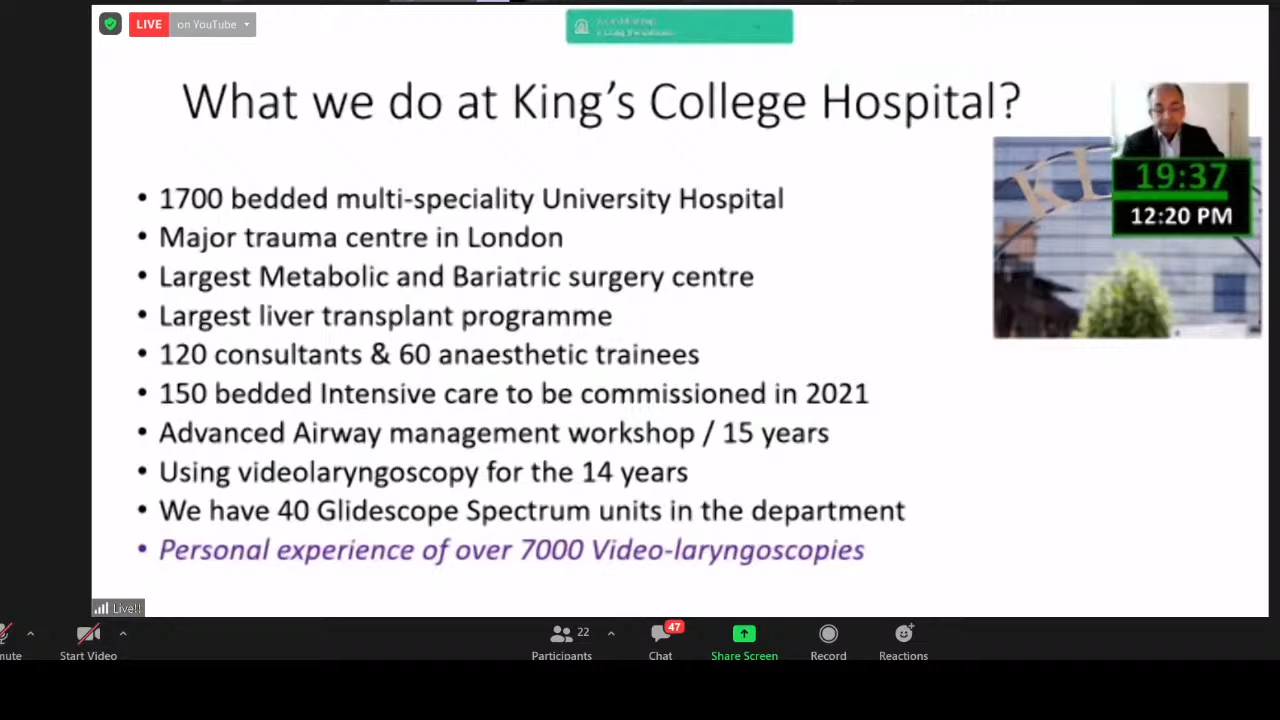 LIVE on YouTube
What we do at King's College Hospital?
19:37
12:20 PM
KI
• 1700 bedded multi-speciality University Hospital
• Major trauma centre in London
• Largest Metabolic and Bariatric surgery centre
• Largest liver transplant programme
• 120 consultants & 60 anaesthetic trainees
• 150 bedded Intensive care to be commissioned in 2021
• Advanced Airway management workshop / 15 years
• Using videolaryngoscopy for the 14 years
• We have 40 Glidescope Spectrum units in the department
• Personal experience of over 7000 Video-laryngoscopies
Live!!
22 47
mute Start Video Participants Chat Share Screen Record Reactions